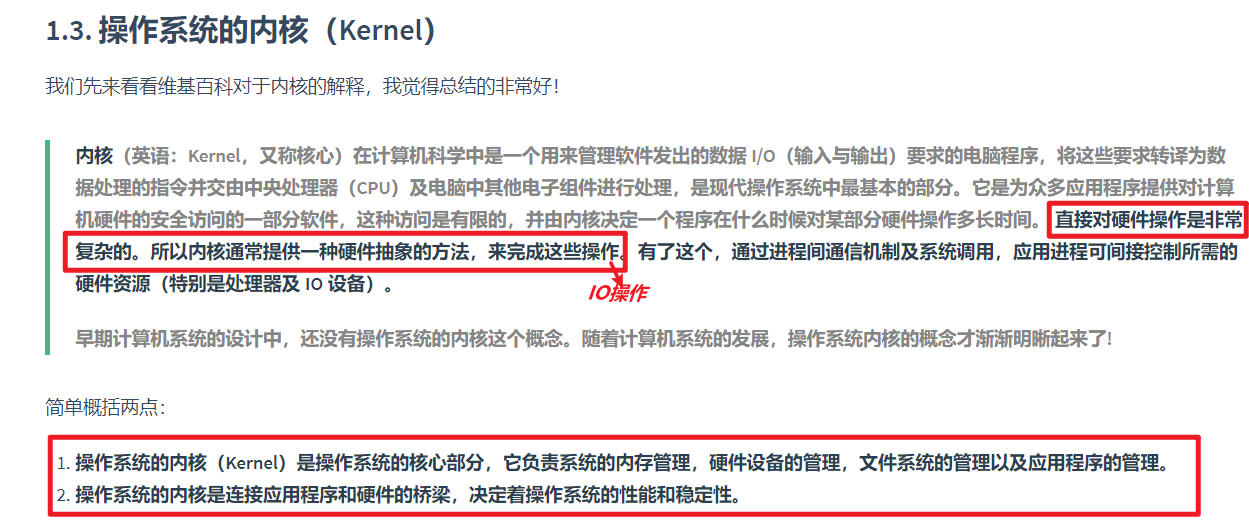 1.3. 操作系统的内核（Kernel）
我们先来看看维基百科对于内核的解释，我觉得总结的非常好！
内核（英语：Kernel，又称核心）在计算机科学中是一个用来管理软件发出的数据 I/O（输入与输出）要求的电脑程序，将这些要求转译为数
据处理的指令并交由中央处理器（CPU）及电脑中其他电子组件进行处理，是现代操作系统中最基本的部分。它是为众多应用程序提供对计算
机硬件的安全访问的一部分软件，这种访问是有限的，并由内核决定一个程序在什么时候对某部分硬件操作多长时间。直接对硬件操作是非常
复杂的。所以内核通常提供一种硬件抽象的方法，来完成这些操作。有了这个，通过进程间通信机制及系统调用，应用进程可间接控制所需的
硬件资源（特别是处理器及 IO 设备）。
IO操作
早期计算机系统的设计中，还没有操作系统的内核这个概念。随着计算机系统的发展，操作系统内核的概念才渐渐明晰起来了!
简单概括两点：
1. 操作系统的内核（Kernel）是操作系统的核心部分，它负责系统的内存管理，硬件设备的管理，文件系统的管理以及应用程序的管理。
2. 操作系统的内核是连接应用程序和硬件的桥梁，决定着操作系统的性能和稳定性。